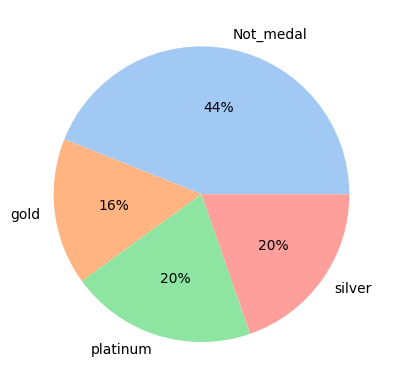 Not_medal
44%
gold
16%
20%
20%
silver
platinum